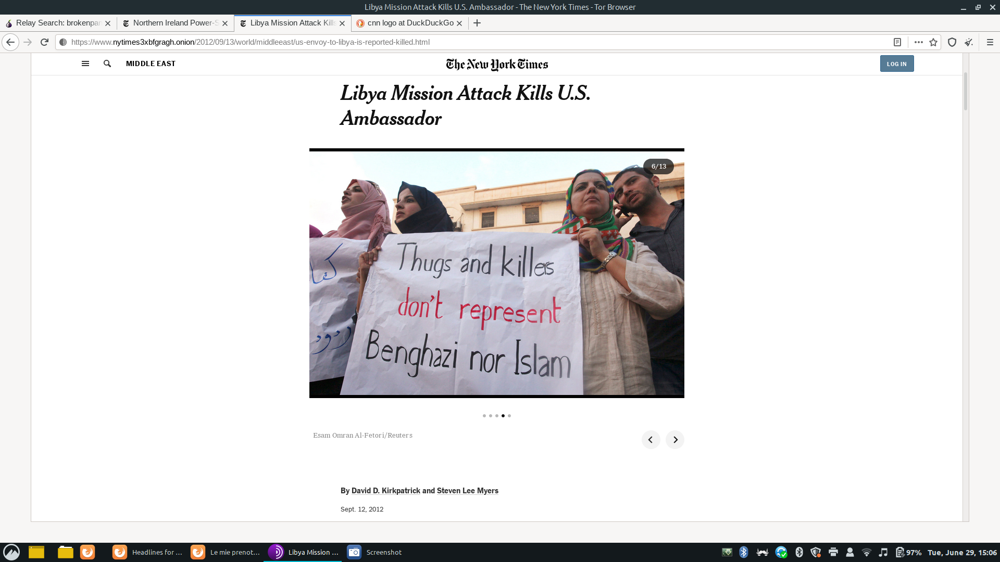 Libya Mission Attack Kills U.S. Ambassador - The New York Times - Tor Browser
Relay Search: brokenpan
Northern Ireland Power-S
Libya Mission Attack Kills
cnn logo at DuckDuckGo
https://www.nytimes3xbfgragh.onion/2012/09/13/world/middleeast/us-envoy-to-libya-is-reported-killed.html
MIDDLE EAST
The New York Times
LOG IN
Libya Mission Attack Kills U.S.
Ambassador
6/13
Thugs and killers
don't represent
Benghazi nor Islam
Esam Omran Al-Fetori/Reuters
By David D. Kirkpatrick and Steven Lee Myers
Sept. 12, 2012
Headlines for ...
Le mie prenot...
Libya Mission ...
Screenshot
97%
Tue, June 29, 15:06